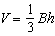 V = 1/3 Bh